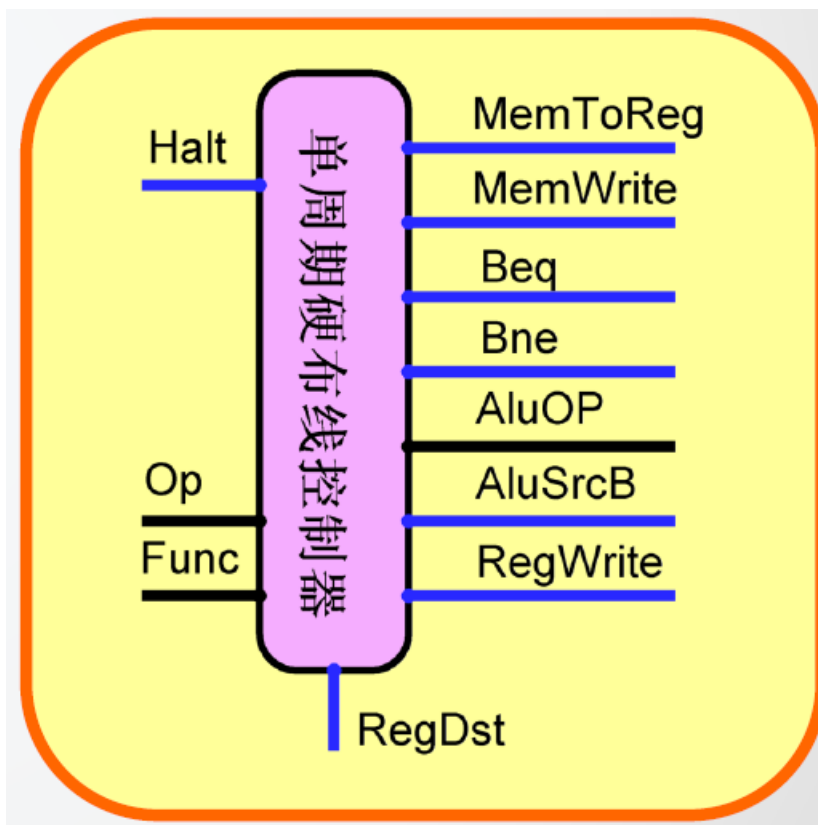 Halt
Op
Func
单周期硬布线控制器
MemToReg
MemWrite
Beq
Bne
AluOP
AluSrcB
RegWrite
RegDst